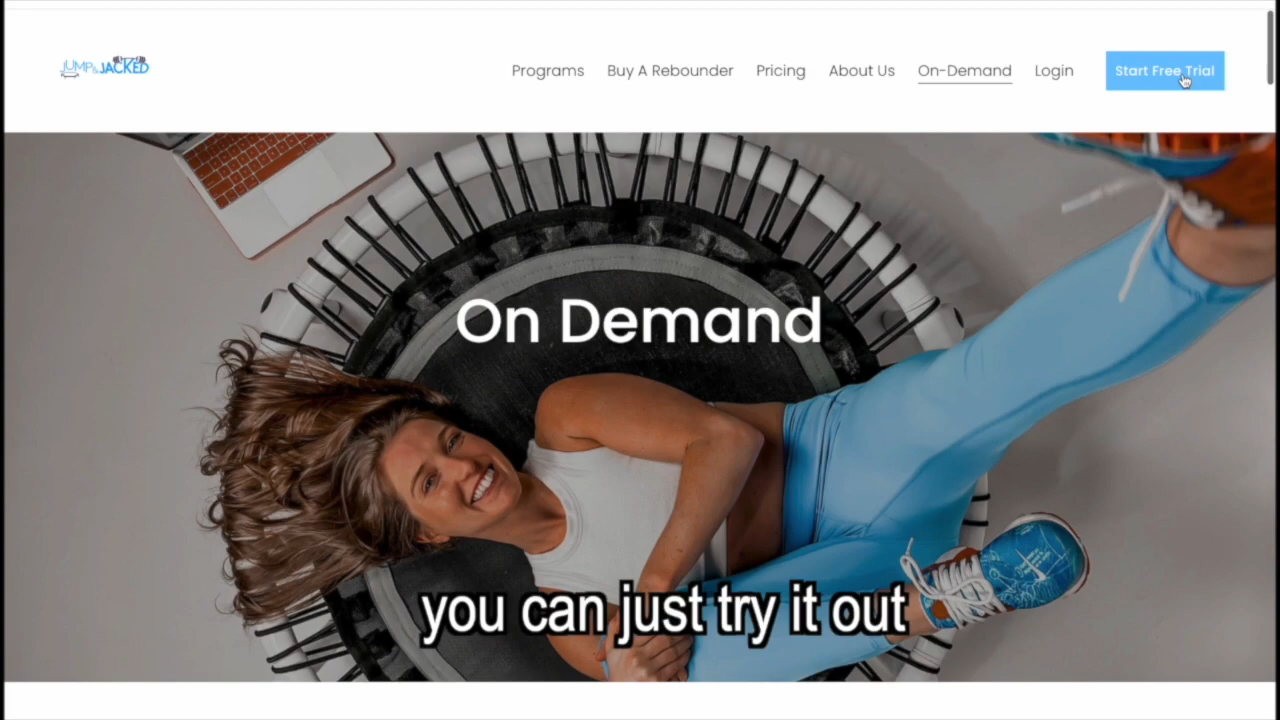 JUMP&JACKED
Programs
Buy A Rebounder
Pricing
About Us
On-Demand
Login
Start Free Trial
On Demand
you can just try it out